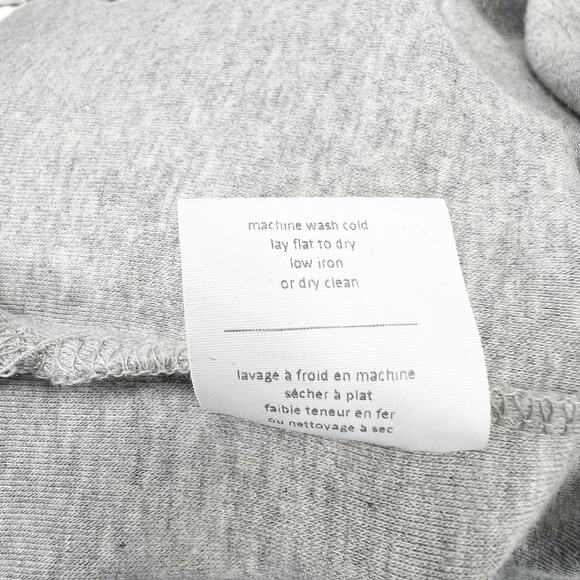 machine wash cold
lay flat to dry
low iron
or dry clean
lavage à froid en machine
sécher à plat
faible teneur en fer
ou nettoyage à sec